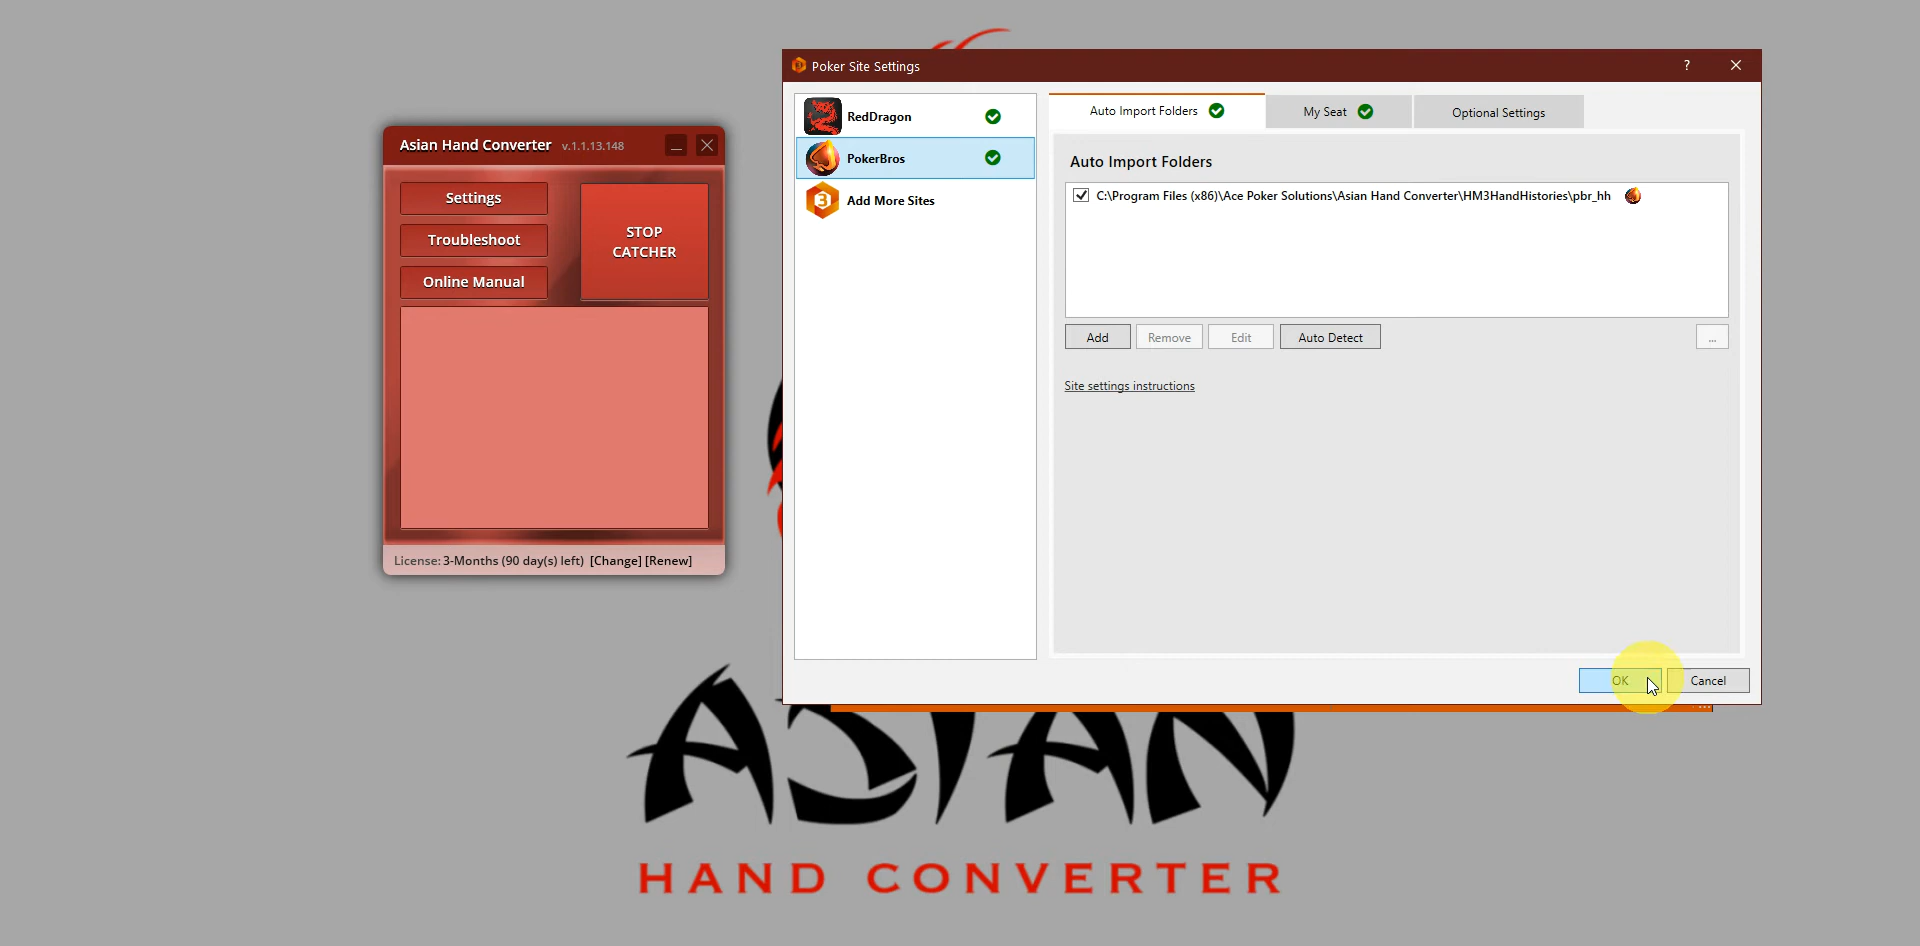 Asian Hand Converter v.1.1.13.148
Settings
Troubleshoot
Online Manual
STOP
CATCHER
License: 3-Months (90 day(s) left) [Change] [Renew]
Poker Site Settings
?
RedDragon
PokerBros
3
Add More Sites
Auto Import Folders
My Seat
Optional Settings
Auto Import Folders
C:\Program Files (x86)\Ace Poker Solutions\Asian Hand Converter\HM3HandHistories\pbr_hh
Add
Remove
Edit
Auto Detect
...
Site settings instructions
OK
Cancel
ASIAN
HAND CONVERTER